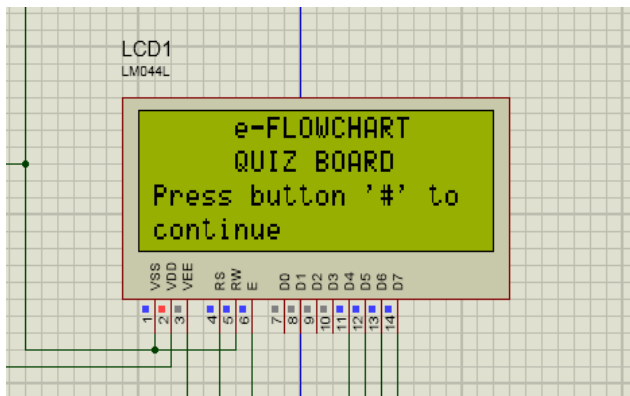 LCD1
LM044L
e-FLOWCHART
QUIZ BOARD
Press button '#' to
continue
VSS VDD VEE RS RW E D0 D1 D2 D3 D4 D5 D6 D7
1 2 3 4 5 6 7 8 9 10 11 12 13 14